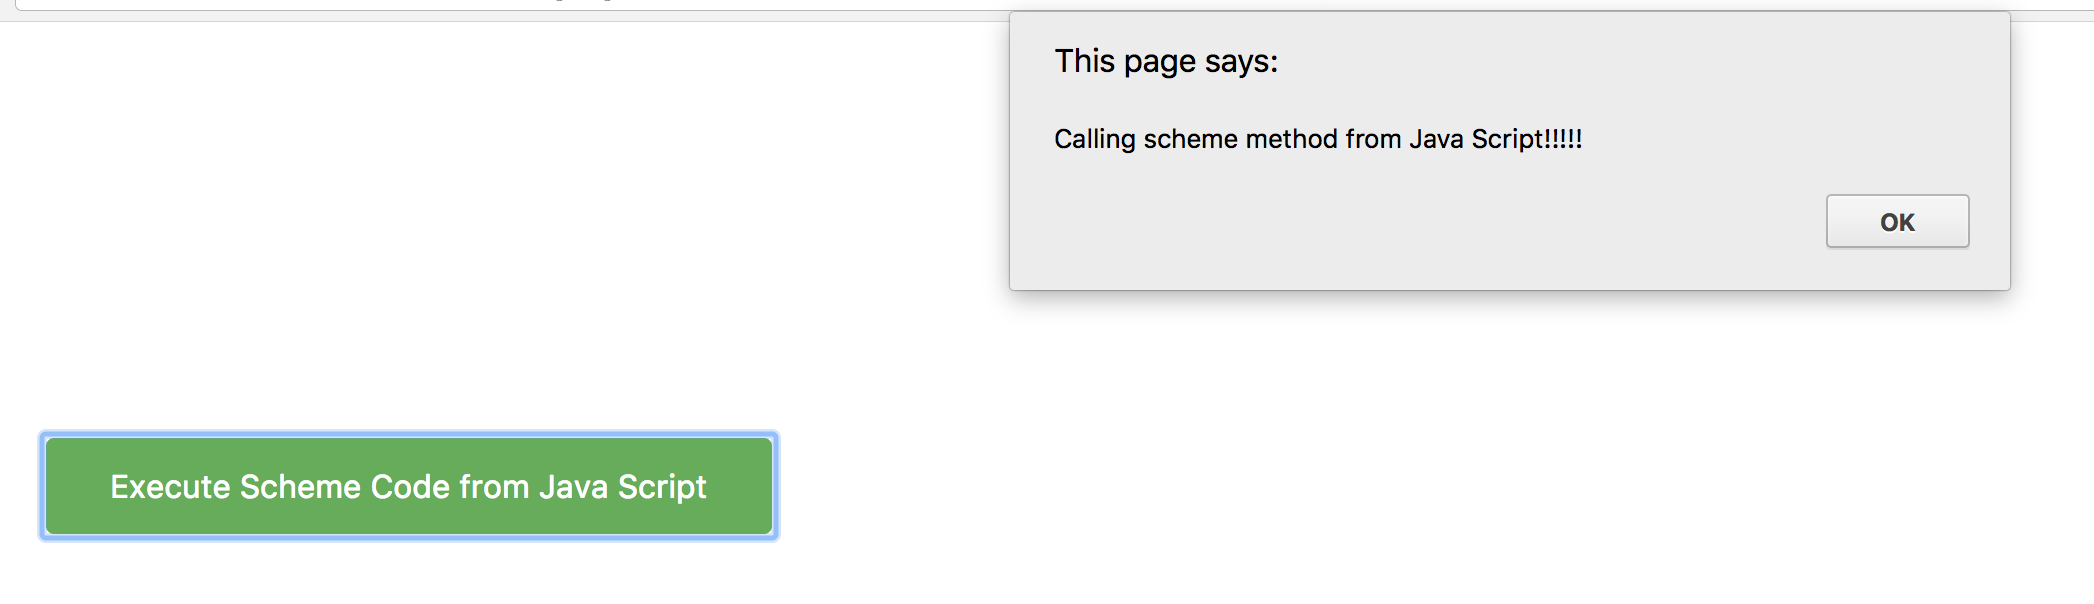 This page says:
Calling scheme method from Java Script!!!!!
OK
Execute Scheme Code from Java Script